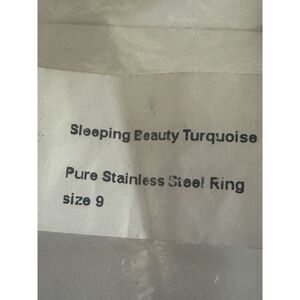 Sleeping Beauty Turquoise
Pure Stainless Steel Ring
size 9